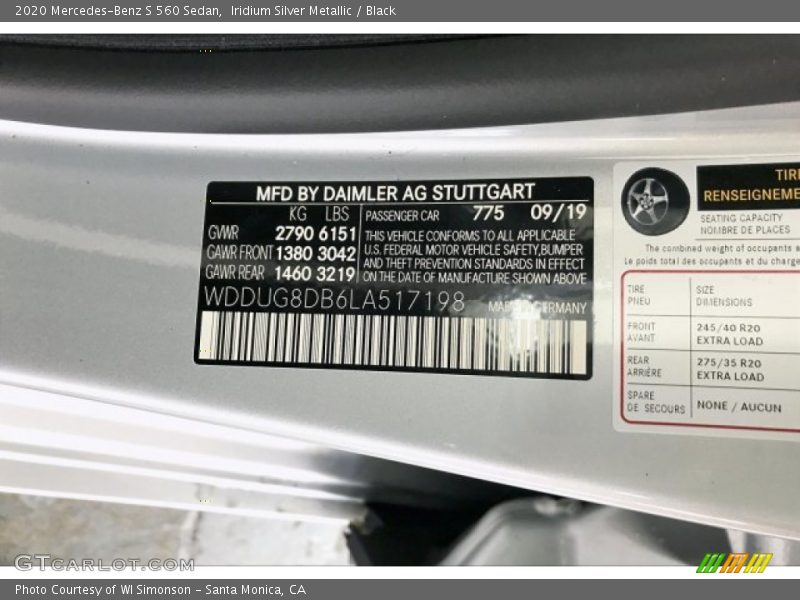 2020 Mercedes-Benz S 560 Sedan, Iridium Silver Metallic / Black
MFD BY DAIMLER AG STUTTGART
KG LBS
GVWR 2790 6151
GAWR FRONT 1380 3042
GAWR REAR 1460 3219
PASSENGER CAR 775 09/19
THIS VEHICLE CONFORMS TO ALL APPLICABLE
U.S. FEDERAL MOTOR VEHICLE SAFETY, BUMPER
AND THEFT PREVENTION STANDARDS IN EFFECT
ON THE DATE OF MANUFACTURE SHOWN ABOVE
WDDUG8DB6LA517198
GERMANY
RENSEIGNEME
SEATING CAPACITY
NOMBRE DE PLACES
The combined weight of occupants a
Le poids total des occupants et du charge
TIRE
PNEU
SIZE
DIMENSIONS
FRONT
AVANT
245/40 R20
EXTRA LOAD
REAR
ARRIÈRE
275/35 R20
EXTRA LOAD
SPARE
DE SECOURS
NONE / AUCUN
GTCarLot.com
Photo Courtesy of WI Simonson - Santa Monica, CA